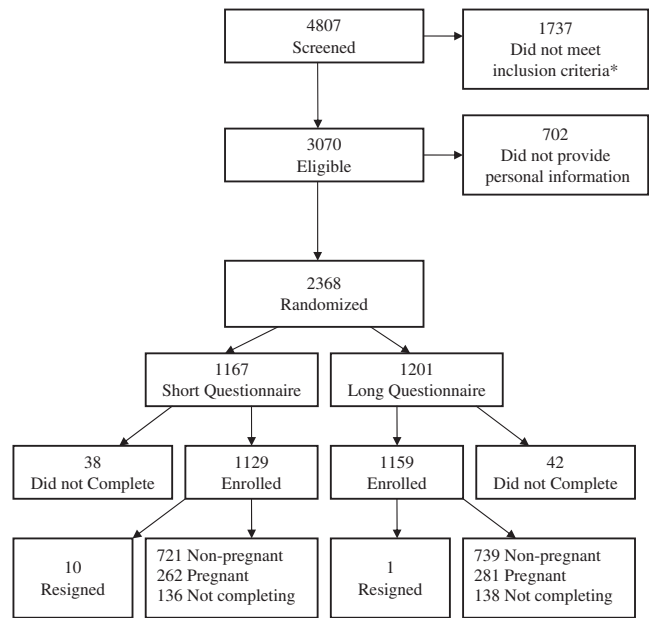 4807
Screened
1737
Did not meet
inclusion criteria*
3070
Eligible
702
Did not provide
personal information
2368
Randomized
1167
Short Questionnaire
1201
Long Questionnaire
38
Did not Complete
1129
Enrolled
1159
Enrolled
42
Did not Complete
10
Resigned
721 Non-pregnant
262 Pregnant
136 Not completing
1
Resigned
739 Non-pregnant
281 Pregnant
138 Not completing